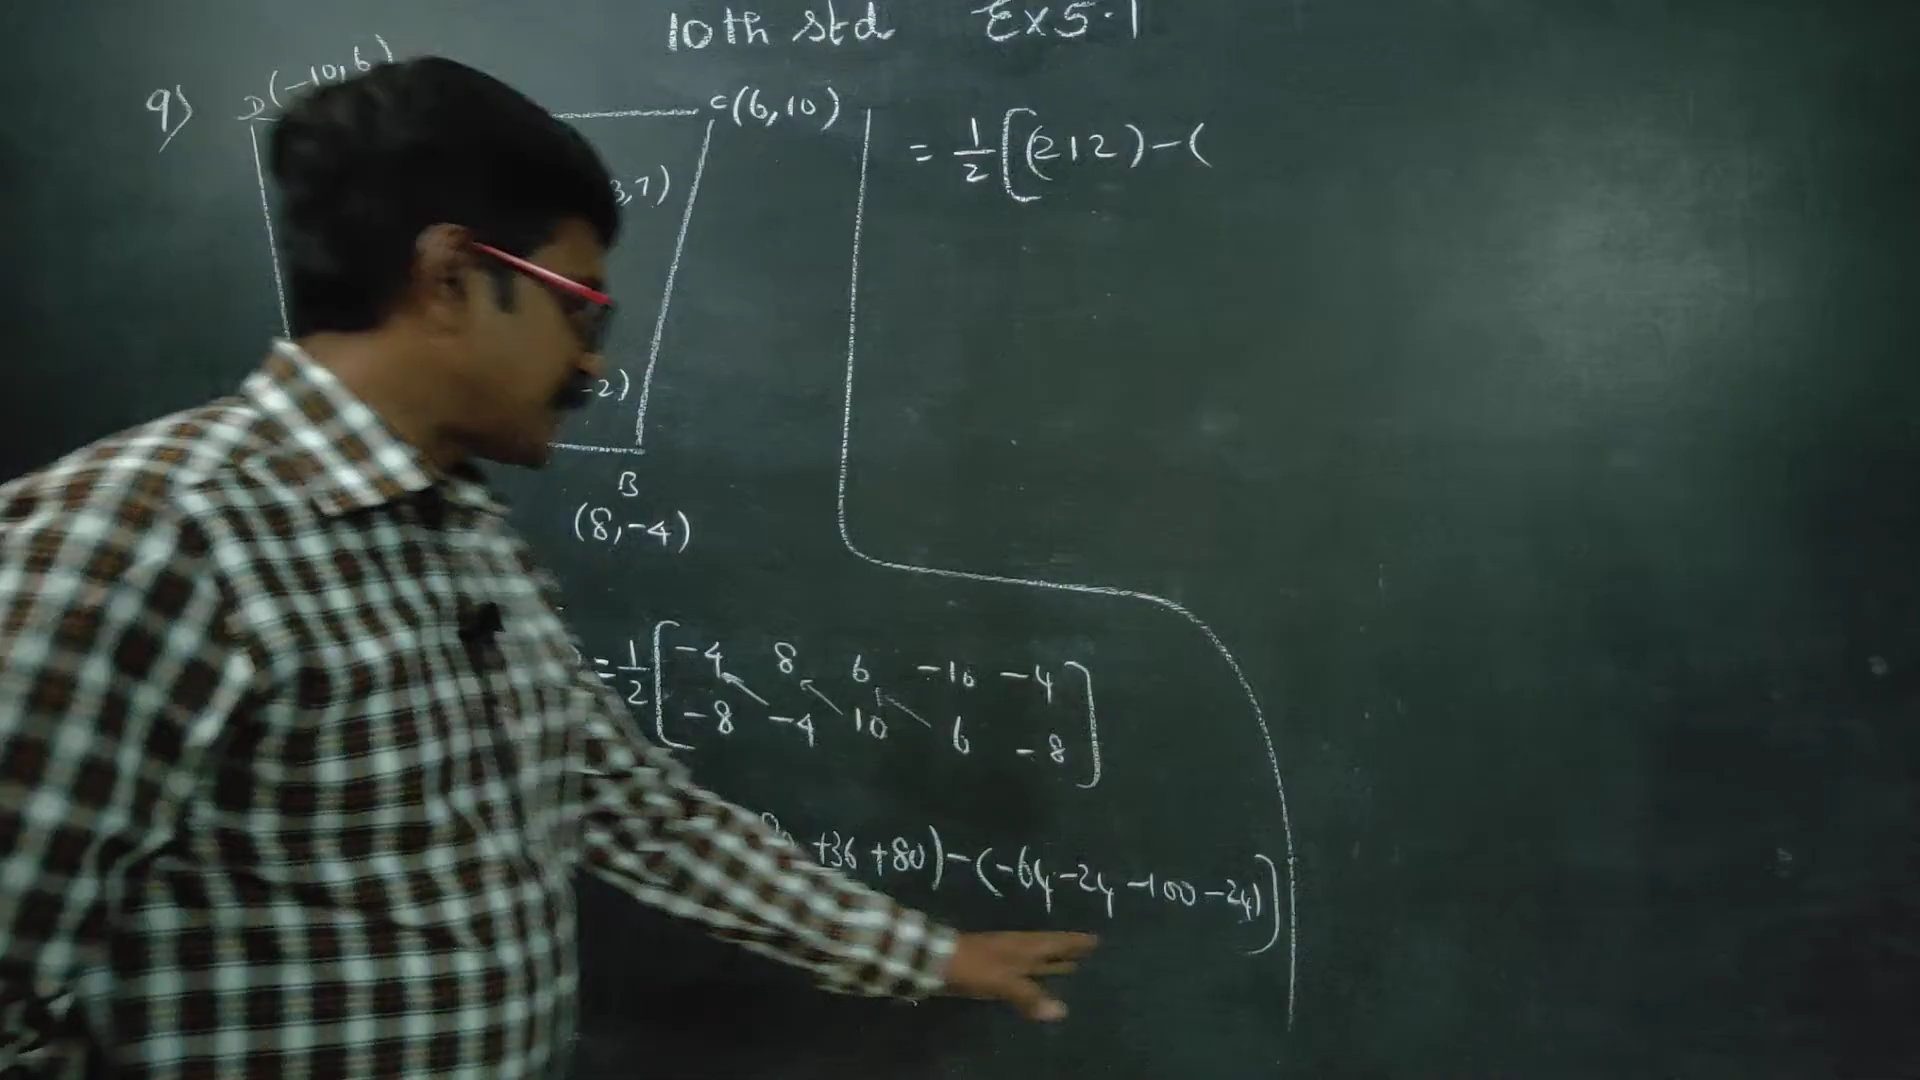 10th std Ex 5.1
9) D(-10,6) C(6,10)
3,7)
-2)
B
(8,-4)
= 1/2 [ -4 8 6 -10 -4
-8 -4 10 6 -8 ]
+36 +80) - (-64 -24 -100 -24)]
= 1/2 [(212) - (